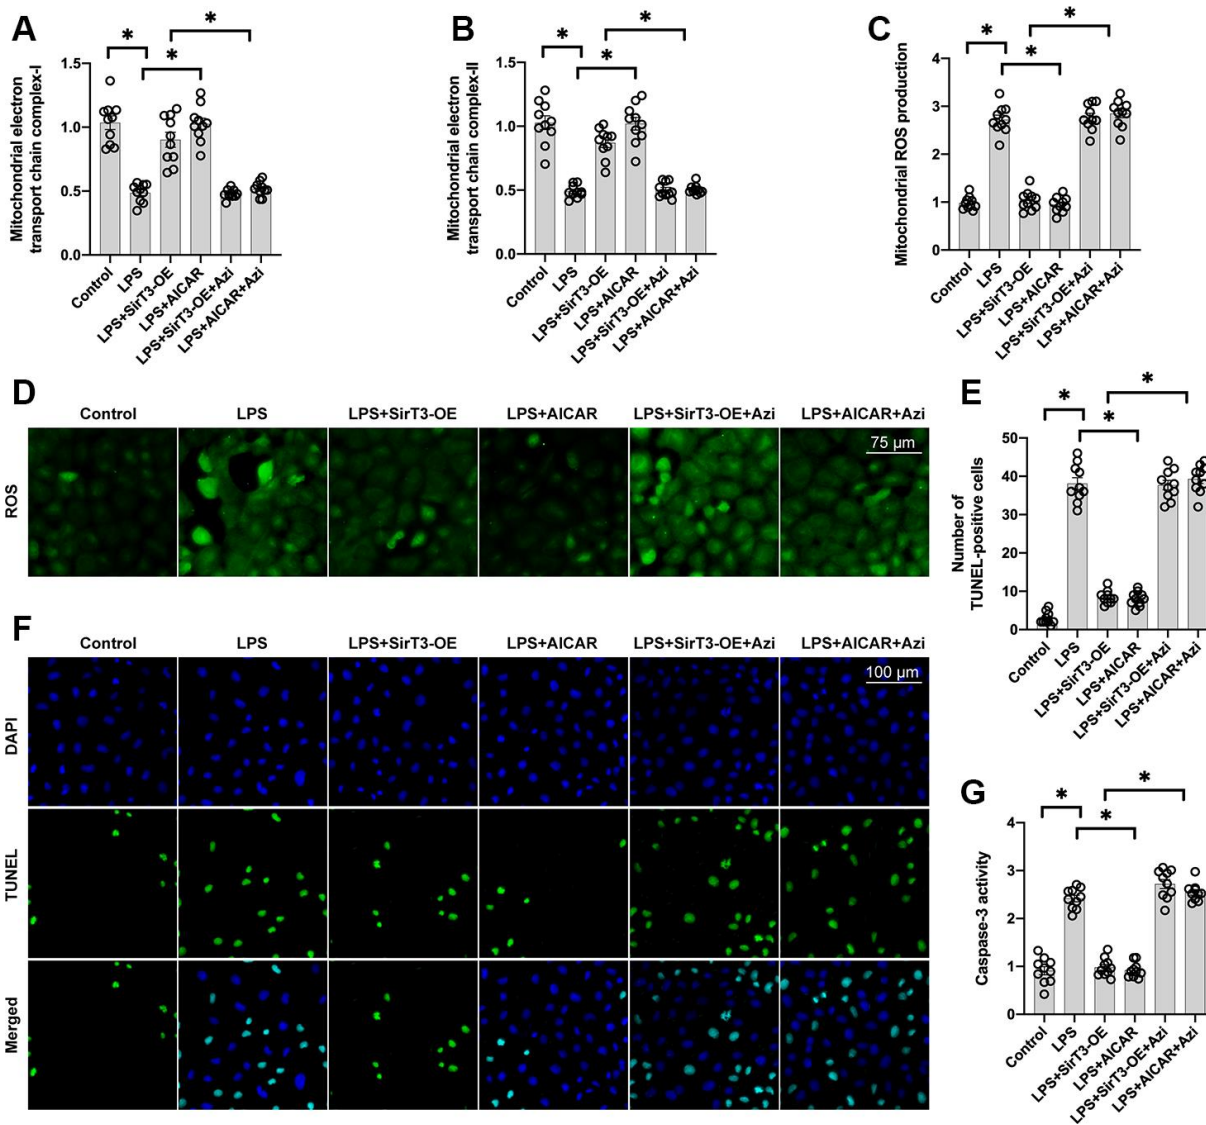 A
*
*
*
Mitochondrial electron
transport chain complex-I
1.5
1.0
0.5
0.0
Control
LPS
LPS+SirT3-OE
LPS+AICAR
LPS+SirT3-OE+Azi
LPS+AICAR+Azi
B
*
*
*
Mitochondrial electron
transport chain complex-II
1.5
1.0
0.5
0.0
Control
LPS
LPS+SirT3-OE
LPS+AICAR
LPS+SirT3-OE+Azi
LPS+AICAR+Azi
C
*
*
*
Mitochondrial ROS production
4
3
2
1
0
Control
LPS
LPS+SirT3-OE
LPS+AICAR
LPS+SirT3-OE+Azi
LPS+AICAR+Azi
D
Control LPS LPS+SirT3-OE LPS+AICAR LPS+SirT3-OE+Azi LPS+AICAR+Azi
ROS
75 µm
E
*
*
*
Number of
TUNEL-positive cells
50
40
30
20
10
0
Control
LPS
LPS+SirT3-OE
LPS+AICAR
LPS+SirT3-OE+Azi
LPS+AICAR+Azi
F
Control LPS LPS+SirT3-OE LPS+AICAR LPS+SirT3-OE+Azi LPS+AICAR+Azi
100 µm
DAPI
TUNEL
Merged
G
*
*
*
Caspase-3 activity
4
3
2
1
0
Control
LPS
LPS+SirT3-OE
LPS+AICAR
LPS+SirT3-OE+Azi
LPS+AICAR+Azi